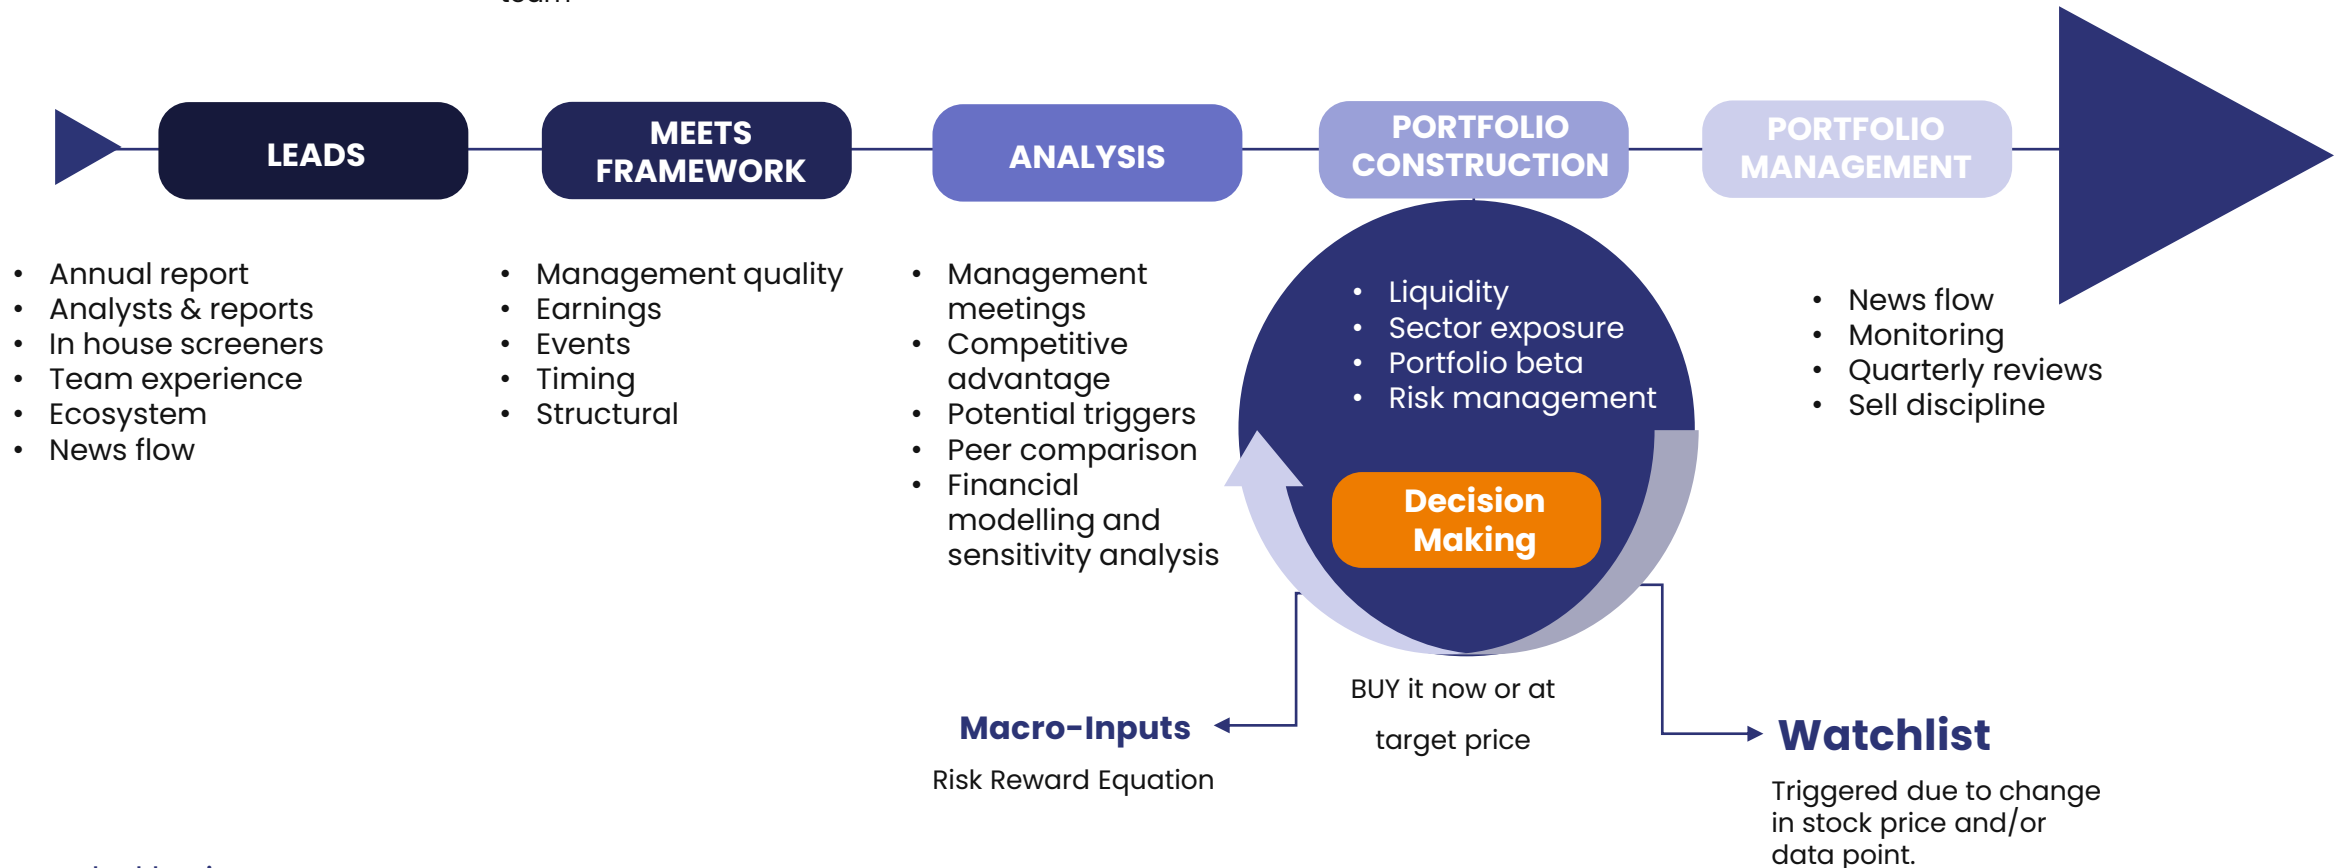 team
LEADS
MEETS
FRAMEWORK
ANALYSIS
PORTFOLIO
CONSTRUCTION
PORTFOLIO
MANAGEMENT
• Annual report
• Analysts & reports
• In house screeners
• Team experience
• Ecosystem
• News flow
• Management quality
• Earnings
• Events
• Timing
• Structural
• Management
meetings
• Competitive
advantage
• Potential triggers
• Peer comparison
• Financial
modelling and
sensitivity analysis
• Liquidity
• Sector exposure
• Portfolio beta
• Risk management
Decision
Making
• News flow
• Monitoring
• Quarterly reviews
• Sell discipline
Macro-Inputs
Risk Reward Equation
BUY it now or at
target price
Watchlist
Triggered due to change
in stock price and/or
data point.